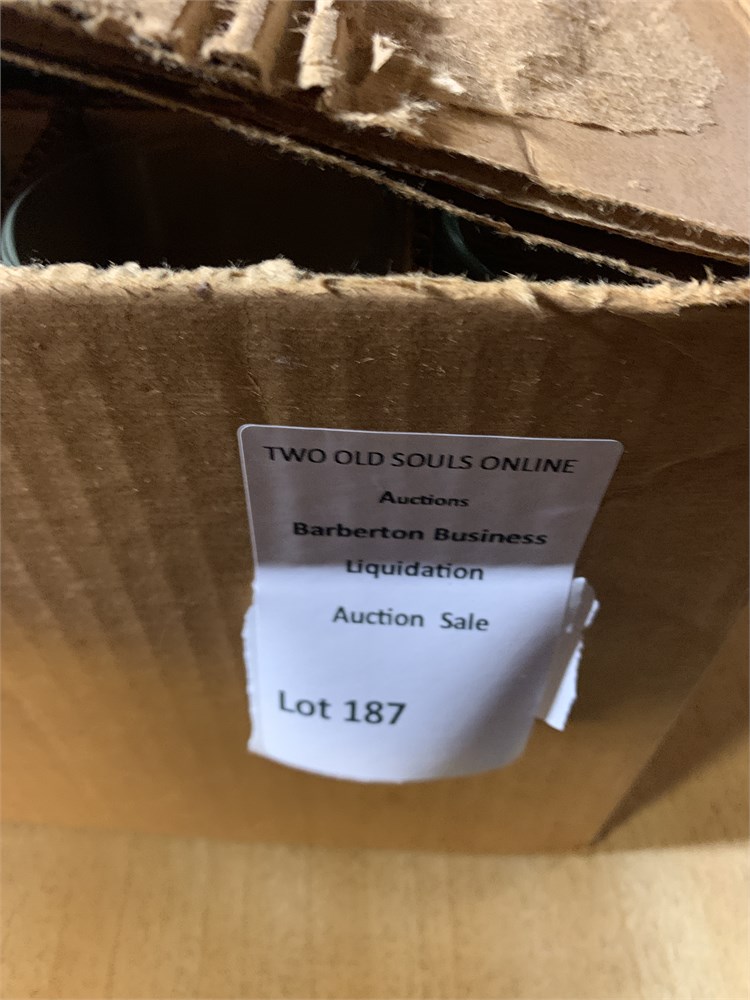 TWO OLD SOULS ONLINE
Auctions
Barberton Business
Liquidation
Auction Sale
Lot 187